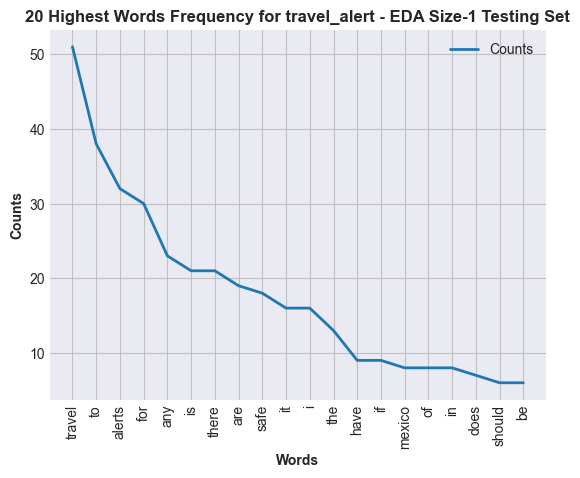 20 Highest Words Frequency for travel_alert - EDA Size-1 Testing Set
Counts
50
40
30
20
10
Counts
travel
to
alerts
for
any
is
there
are
safe
it
i
the
have
if
mexico
of
in
does
should
be
Words